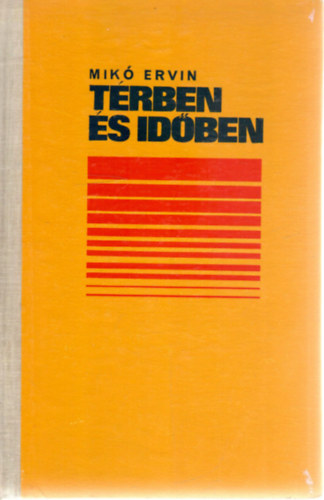 MIKÓ ERVIN
TÉRBEN
ÉS IDŐBEN